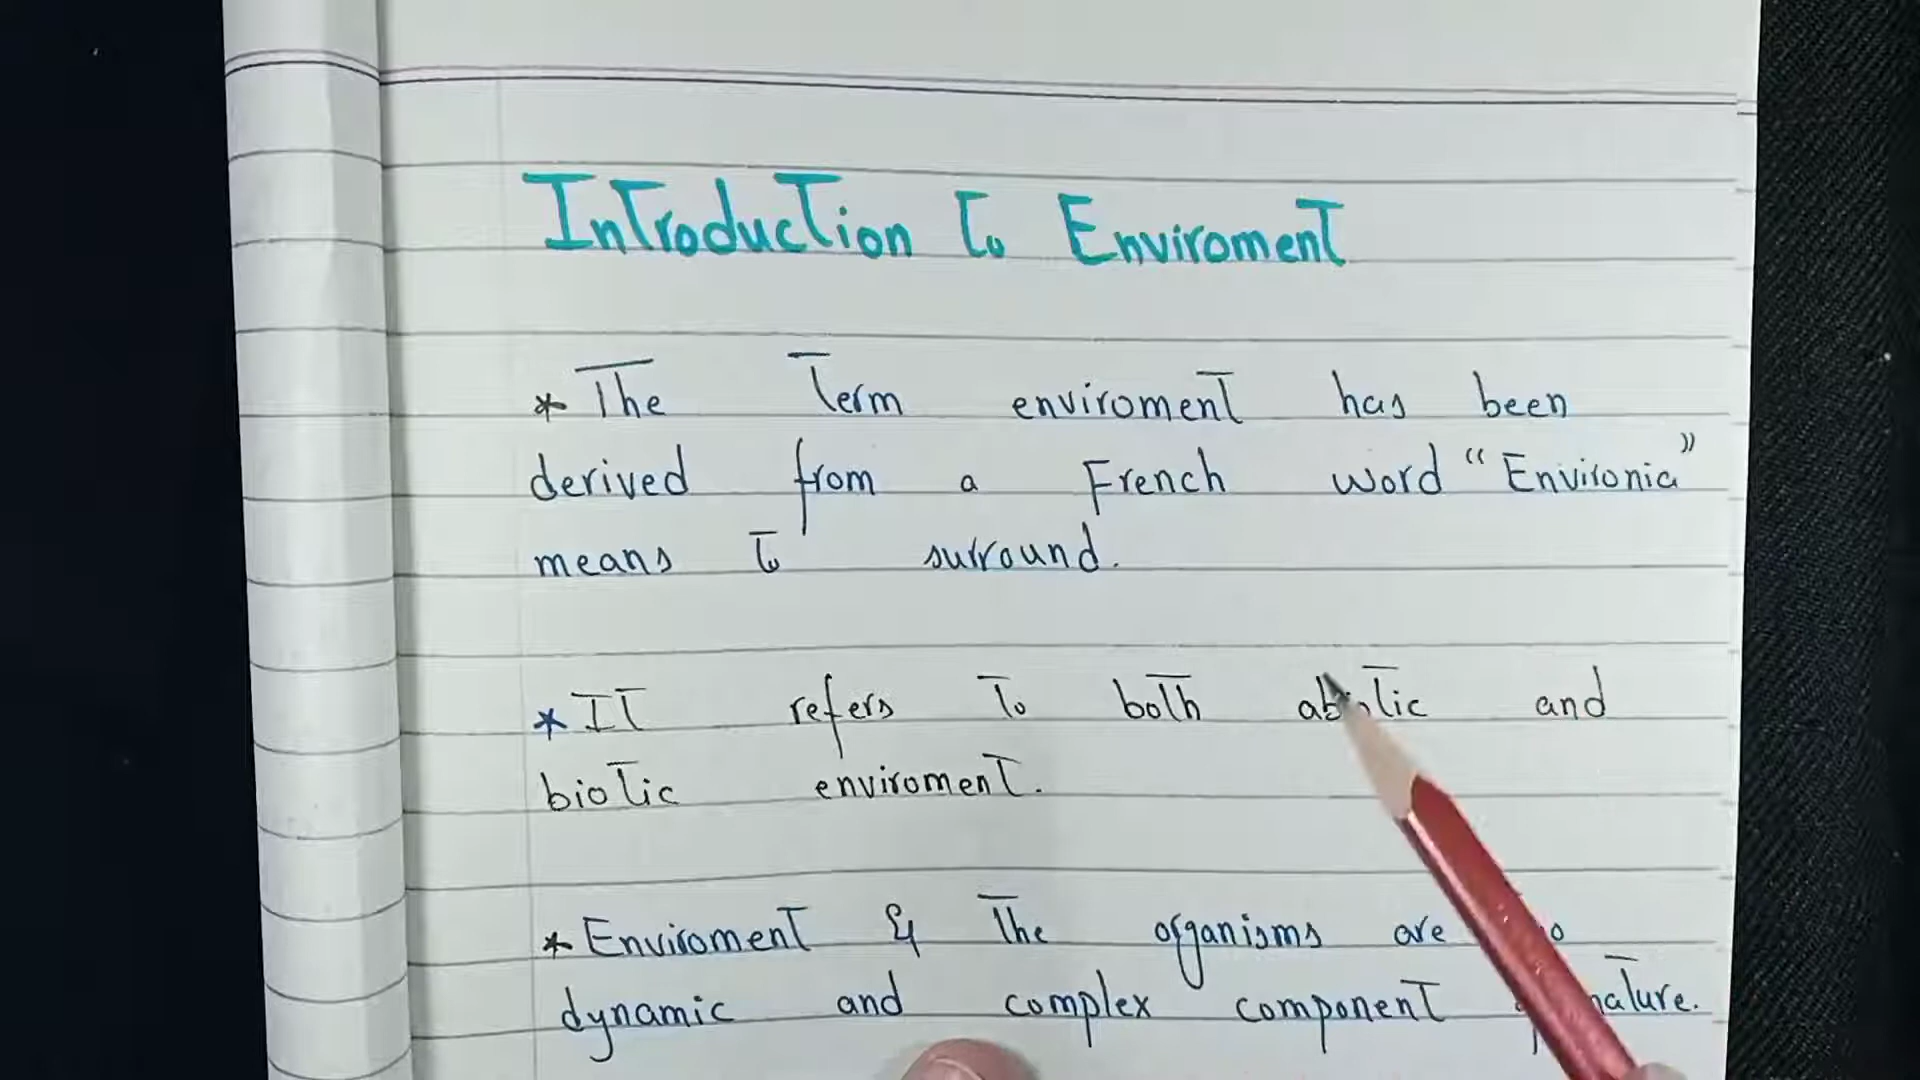 Introduction to Enviroment
* The term enviroment has been
derived from a French word "Environia"
means to surround.
* It refers to both abiotic and
biotic enviroment.
* Enviroment & the organisms are
dynamic and complex component nature.